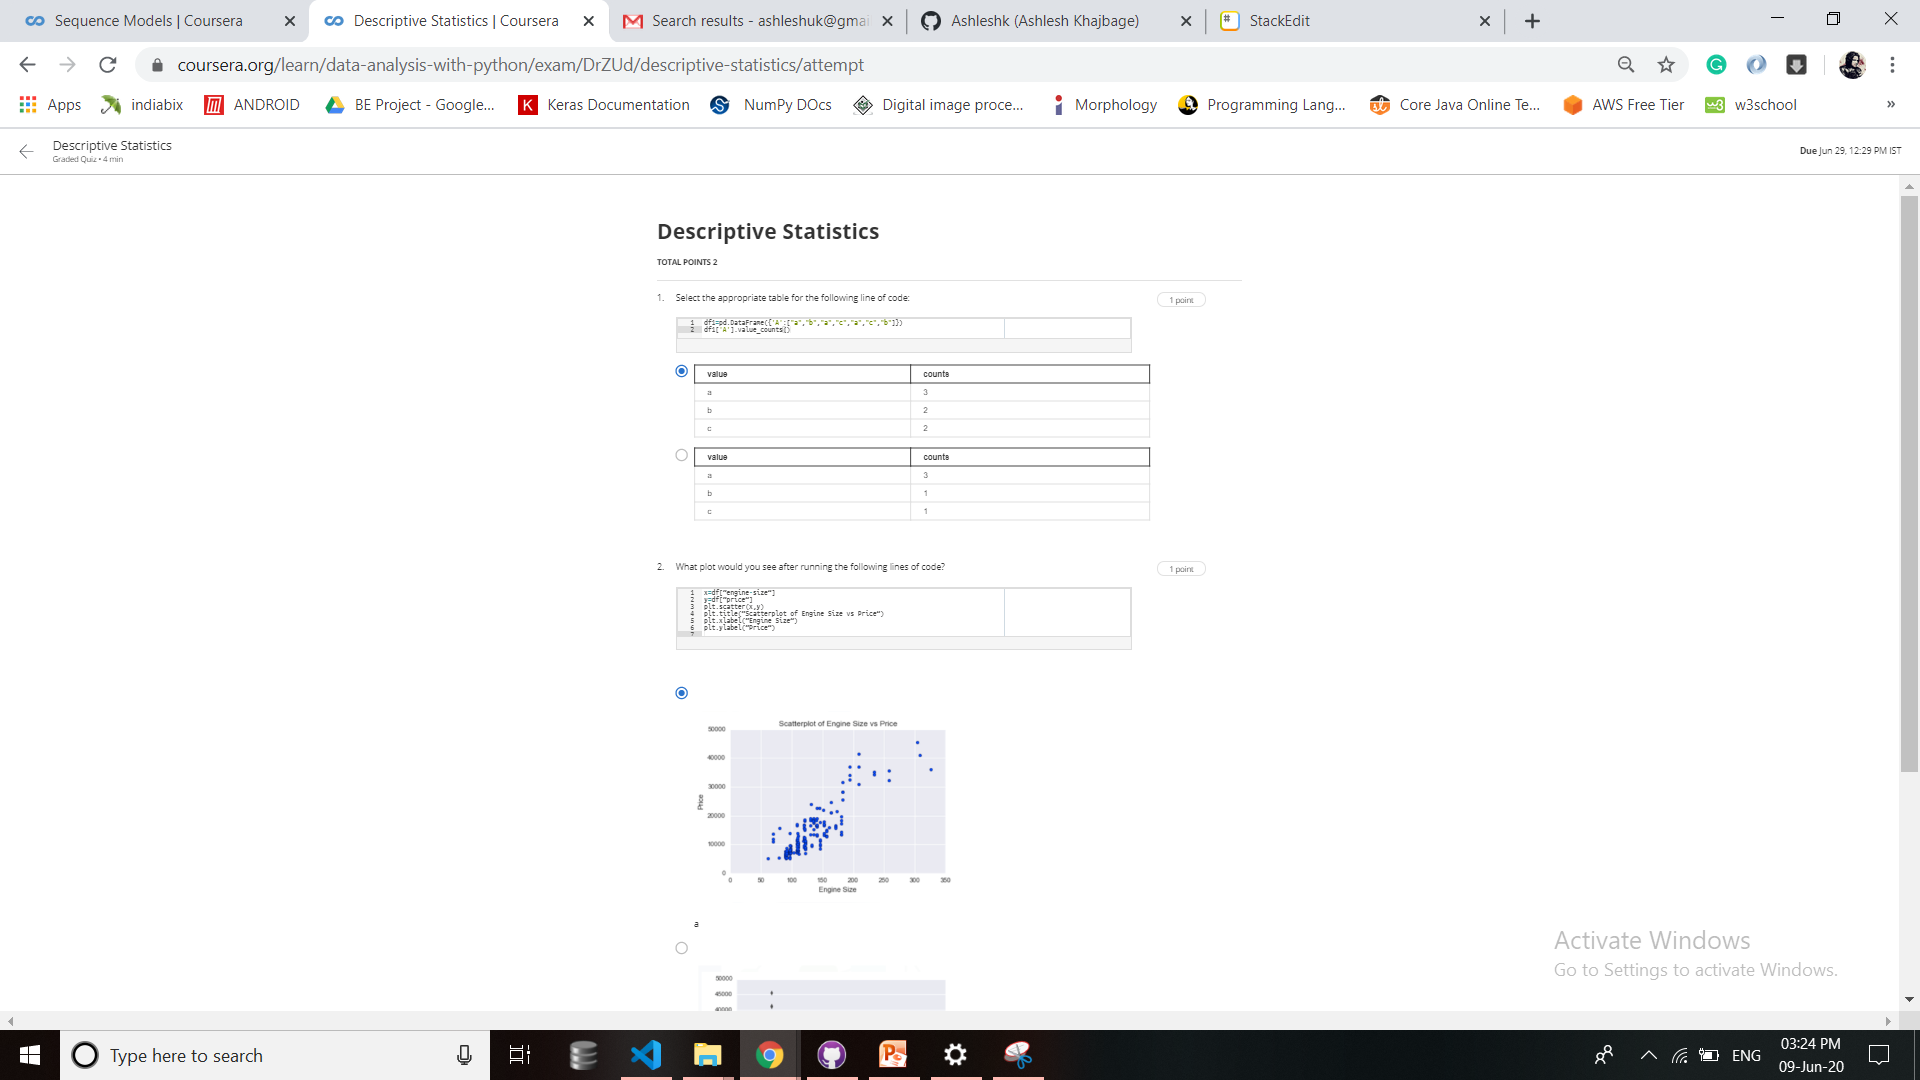 Sequence Models | Coursera
Descriptive Statistics | Coursera
Search results - ashleshuk@gmai
Ashleshk (Ashlesh Khajbage)
StackEdit
coursera.org/learn/data-analysis-with-python/exam/DrZUd/descriptive-statistics/attempt
Apps
indiabix
ANDROID
BE Project - Google...
Keras Documentation
NumPy DOcs
Digital image proce...
Morphology
Programming Lang...
Core Java Online Te...
AWS Free Tier
w3school
»
Descriptive Statistics
Graded Quiz • 4 min
Due Jun 29, 12:29 PM IST
Descriptive Statistics
TOTAL POINTS 2
1. Select the appropriate table for the following line of code:
1 point
1 df1=pd.DataFrame({'A':["a","b","a","c","a","c","b"]})
2 df1['A'].value_counts()
value counts
a 3
b 2
c 2
value counts
a 3
b 1
c 1
2. What plot would you see after running the following lines of code?
1 point
1 x=df["engine-size"]
2 y=df["price"]
3 plt.scatter(x,y)
4 plt.title("Scatterplot of Engine Size vs Price")
5 plt.xlabel("Engine Size")
6 plt.ylabel("Price")
7
Scatterplot of Engine Size vs Price
50000
40000
30000
20000
10000
0
Price
0 50 100 150 200 250 300 350
Engine Size
a
50000
45000
40000
Activate Windows
Go to Settings to activate Windows.
Type here to search
ENG
03:24 PM
09-Jun-20